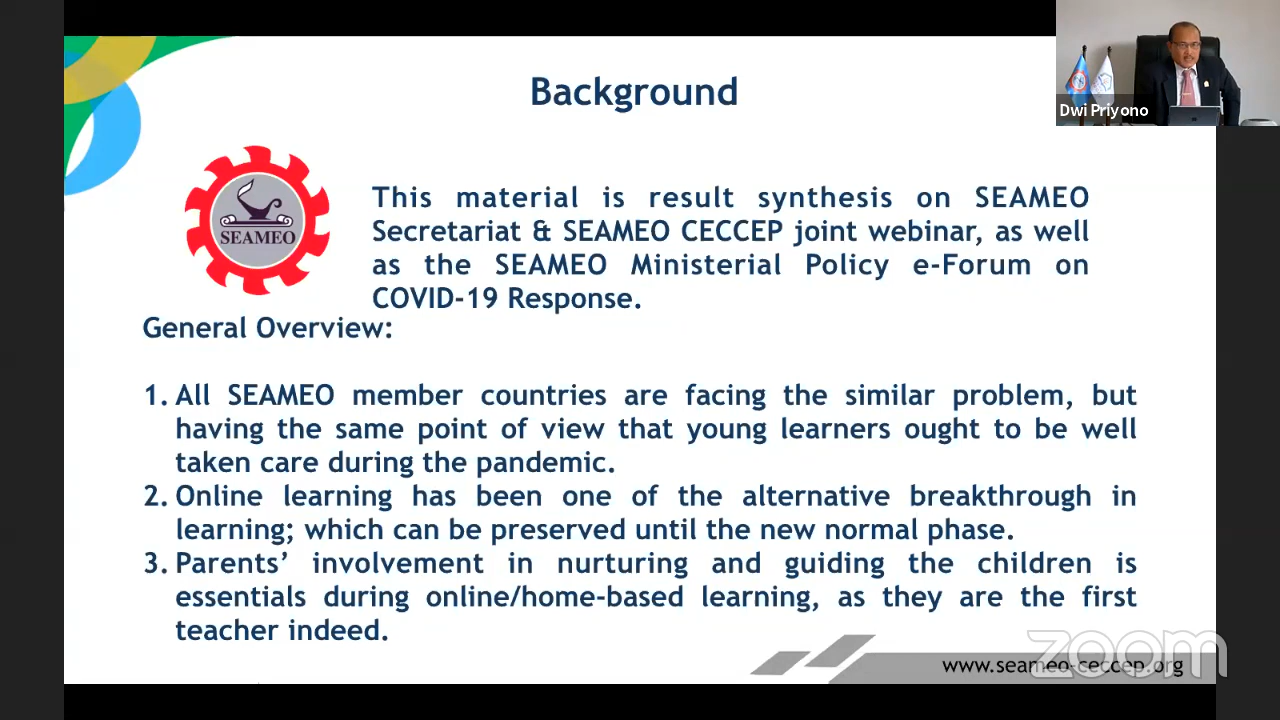 Background
Dwi Priyono
SEAMEO
This material is result synthesis on SEAMEO
Secretariat & SEAMEO CECCEP joint webinar, as well
as the SEAMEO Ministerial Policy e-Forum on
COVID-19 Response.
General Overview:
1. All SEAMEO member countries are facing the similar problem, but
having the same point of view that young learners ought to be well
taken care during the pandemic.
2. Online learning has been one of the alternative breakthrough in
learning; which can be preserved until the new normal phase.
3. Parents’ involvement in nurturing and guiding the children is
essentials during online/home-based learning, as they are the first
teacher indeed.
www.seameo-ceccep.org
zoom